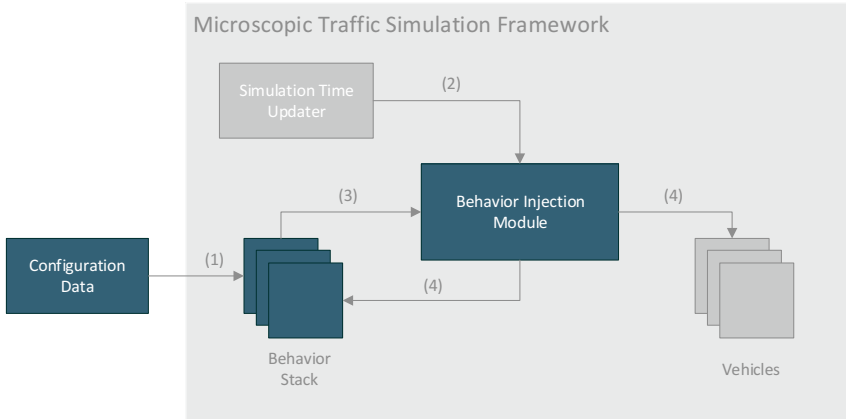 Microscopic Traffic Simulation Framework
Simulation Time
Updater
(2)
(3)
Behavior Injection
Module
(4)
Configuration
Data
(1)
(4)
Behavior
Stack
Vehicles